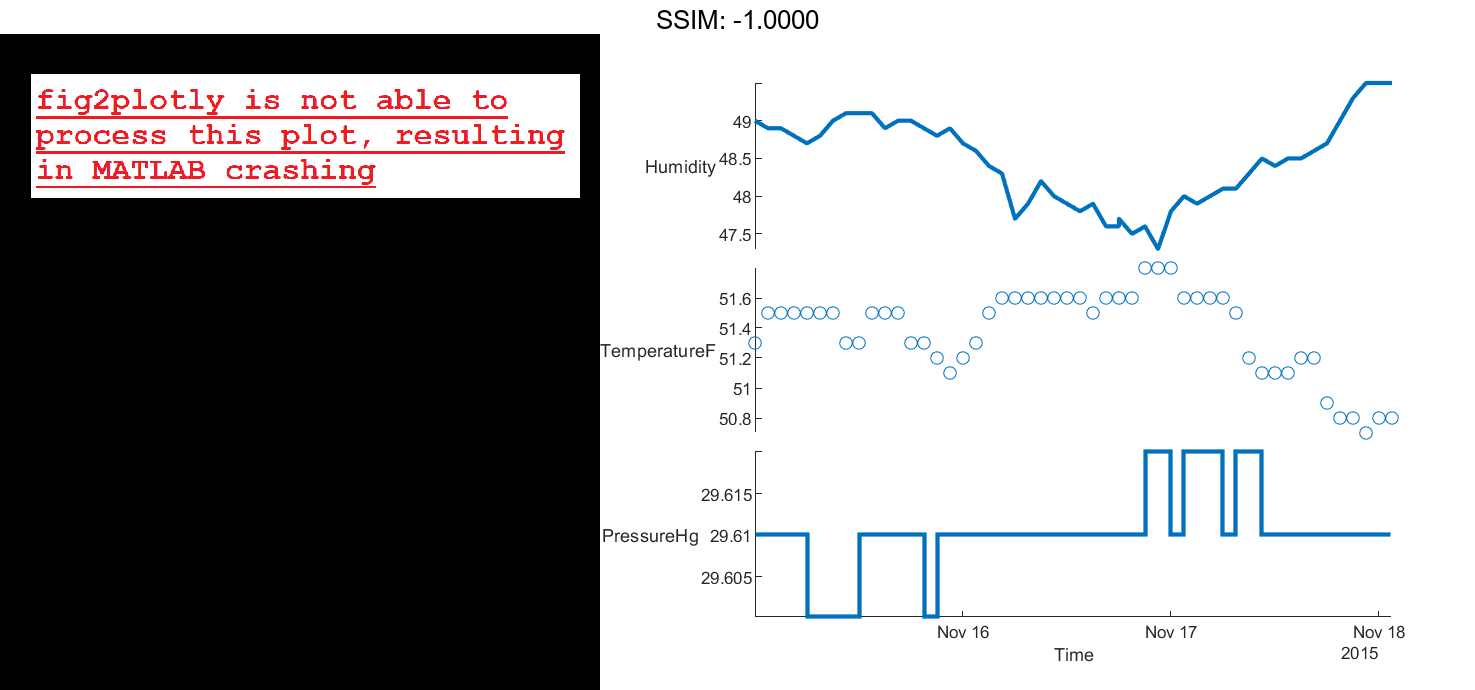 SSIM: -1.0000
fig2plotly is not able to
process this plot, resulting
in MATLAB crashing
49
48.5
48
47.5
Humidity
51.6
51.4
51.2
51
50.8
TemperatureF
29.615
29.61
29.605
PressureHg
Nov 16
Nov 17
Nov 18
Time
2015